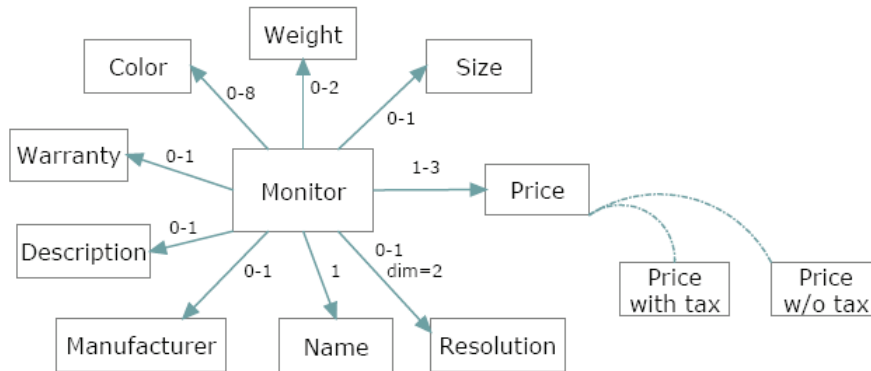 Weight
Color
Size
0-8
0-2
0-1
Warranty
0-1
Monitor
1-3
Price
Description
0-1
0-1
1
0-1
dim=2
Price
with tax
Price
w/o tax
Manufacturer
Name
Resolution